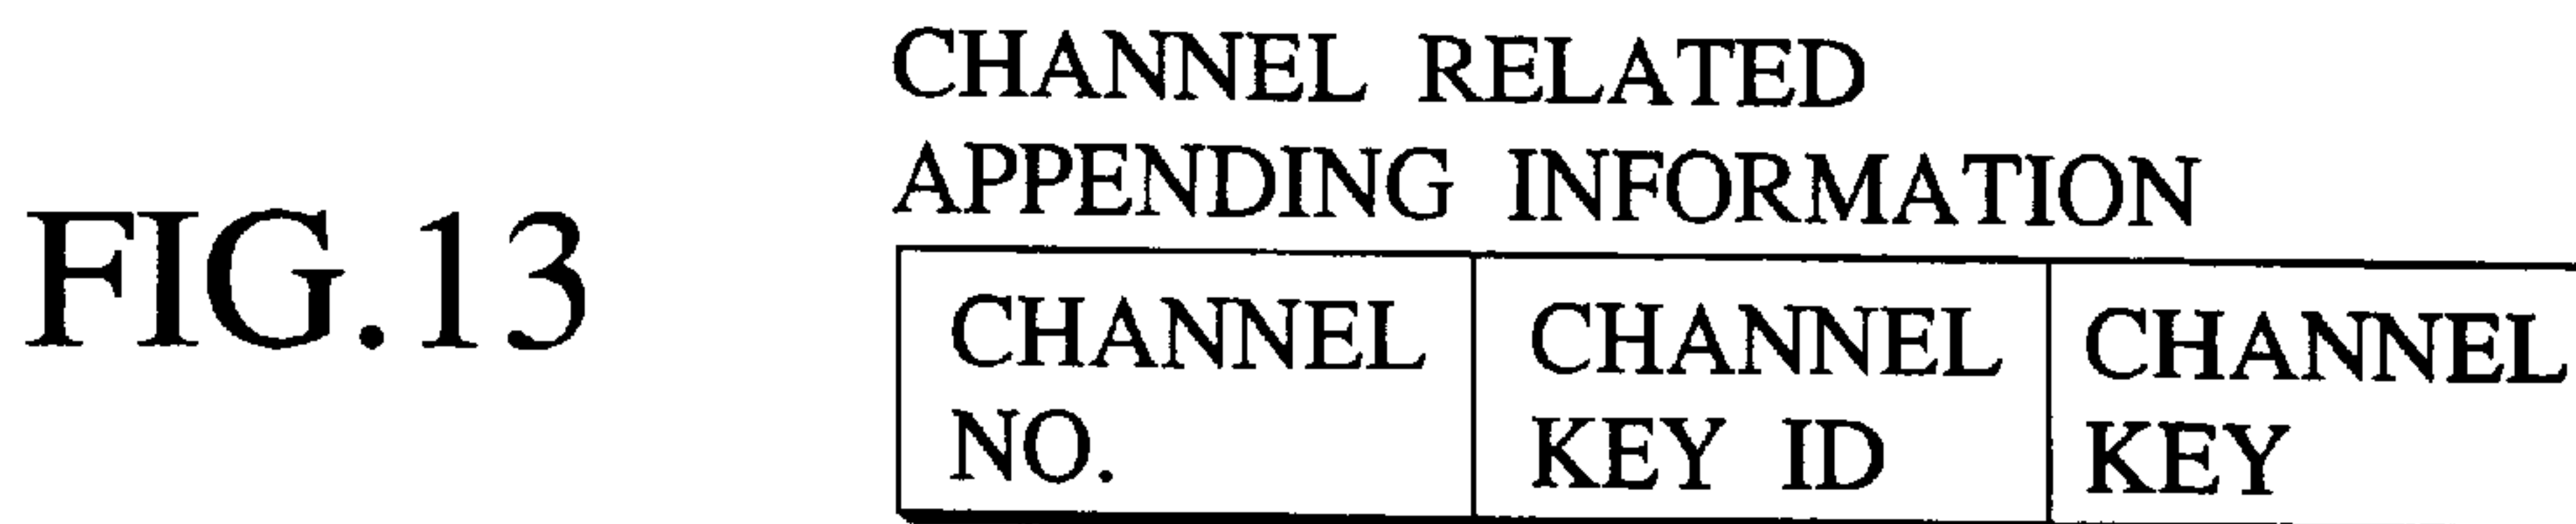 FIG.13
CHANNEL RELATED
APPENDING INFORMATION
CHANNEL NO.
CHANNEL KEY ID
CHANNEL KEY